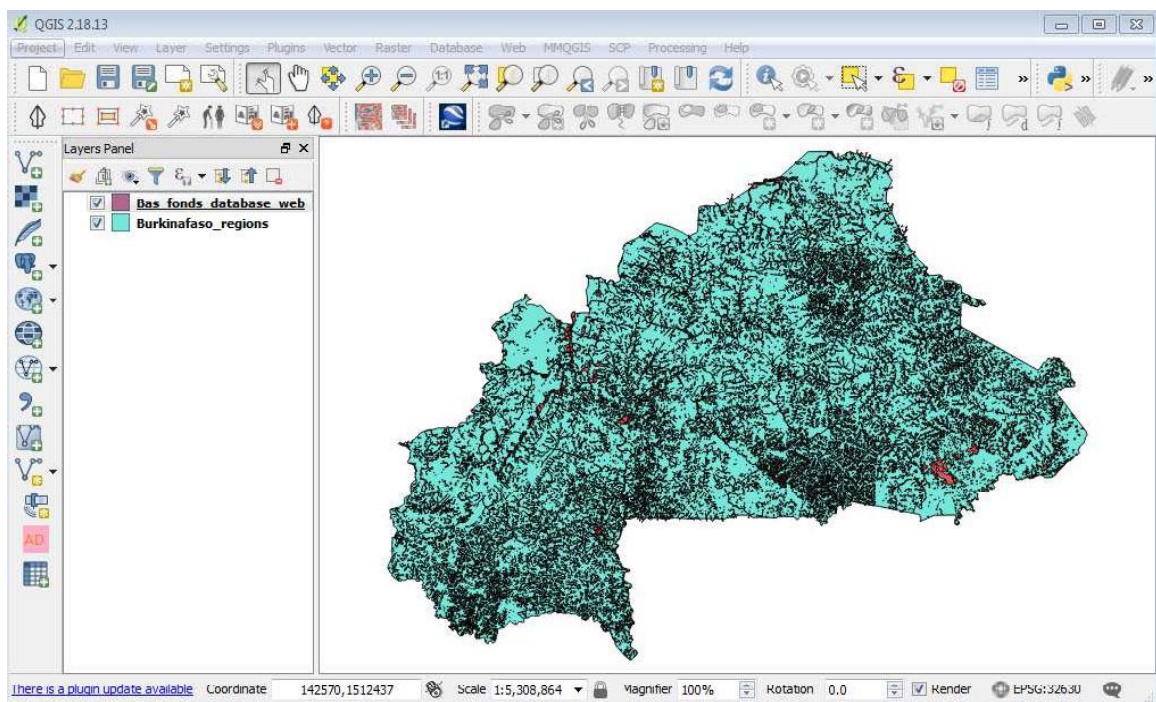 QGIS 2.18.13
Project Edit View Layer Settings Plugins Vector Raster Database Web MMQGIS SCP Processing Help
1:1
» » »
Layers Panel
Bas_fonds_database_web
Burkinafaso_regions
AD
There is a plugin update available Coordinate 142570,1512437 Scale 1:5,308,864 Magnifier 100% Rotation 0.0 Render EPSG:32630